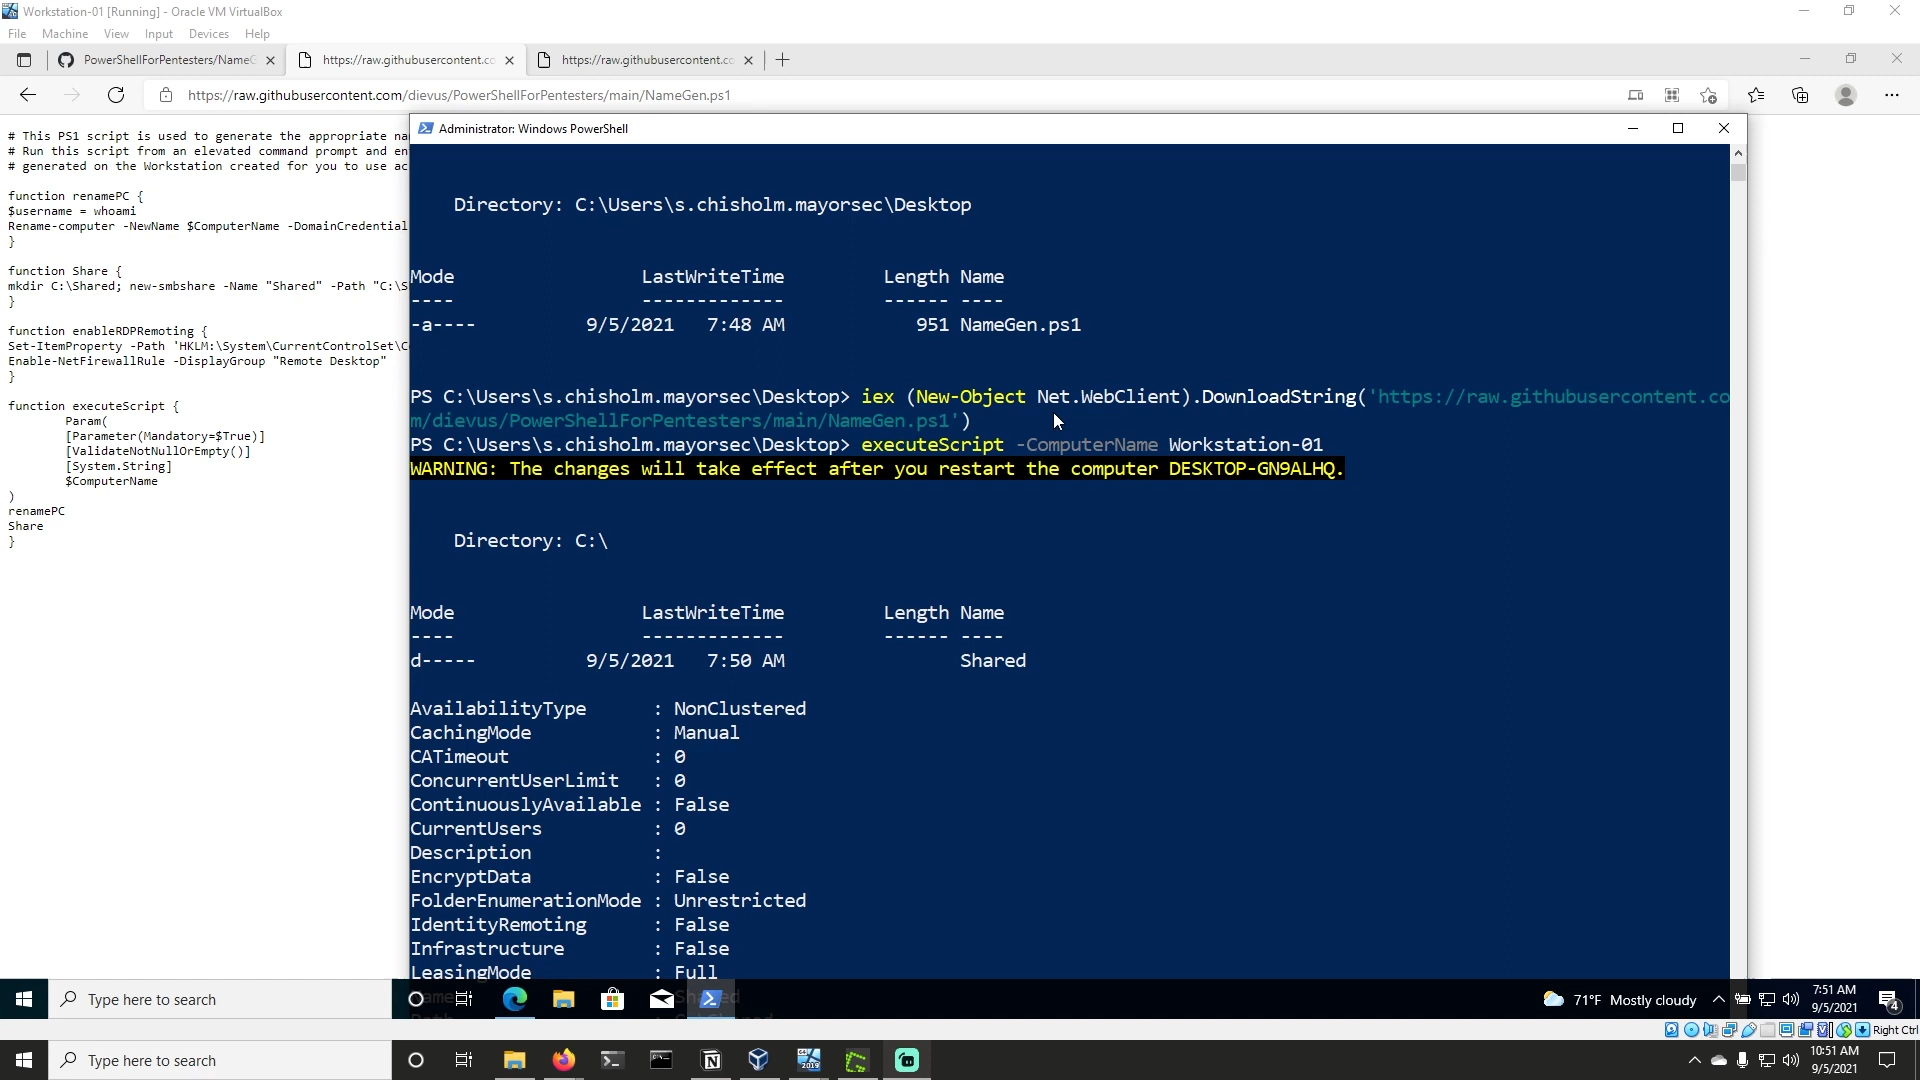 Workstation-01 [Running] - Oracle VM VirtualBox
File Machine View Input Devices Help
PowerShellForPentesters/NameG
https://raw.githubusercontent.co
https://raw.githubusercontent.co
https://raw.githubusercontent.com/dievus/PowerShellForPentesters/main/NameGen.ps1
# This PS1 script is used to generate the appropriate na
# Run this script from an elevated command prompt and en
# generated on the Workstation created for you to use ac
function renamePC {
$username = whoami
Rename-computer -NewName $ComputerName -DomainCredential
}
function Share {
mkdir C:\Shared; new-smbshare -Name "Shared" -Path "C:\S
}
function enableRDPRemoting {
Set-ItemProperty -Path 'HKLM:\System\CurrentControlSet\Co
Enable-NetFirewallRule -DisplayGroup "Remote Desktop"
}
function executeScript {
Param(
[Parameter(Mandatory=$True)]
[ValidateNotNullOrEmpty()]
[System.String]
$ComputerName
)
renamePC
Share
}
Administrator: Windows PowerShell
Directory: C:\Users\s.chisholm.mayorsec\Desktop
Mode LastWriteTime Length Name
---- ------------- ------ ----
-a---- 9/5/2021 7:48 AM 951 NameGen.ps1
PS C:\Users\s.chisholm.mayorsec\Desktop> iex (New-Object Net.WebClient).DownloadString('https://raw.githubusercontent.co
m/dievus/PowerShellForPentesters/main/NameGen.ps1')
PS C:\Users\s.chisholm.mayorsec\Desktop> executeScript -ComputerName Workstation-01
WARNING: The changes will take effect after you restart the computer DESKTOP-GN9ALHQ.
Directory: C:\
Mode LastWriteTime Length Name
---- ------------- ------ ----
d----- 9/5/2021 7:50 AM Shared
AvailabilityType : NonClustered
CachingMode : Manual
CATimeout : 0
ConcurrentUserLimit : 0
ContinuouslyAvailable : False
CurrentUsers : 0
Description :
EncryptData : False
FolderEnumerationMode : Unrestricted
IdentityRemoting : False
Infrastructure : False
LeasingMode : Full
Type here to search
71°F Mostly cloudy
7:51 AM
9/5/2021
4
Right Ctrl
Type here to search
10:51 AM
9/5/2021